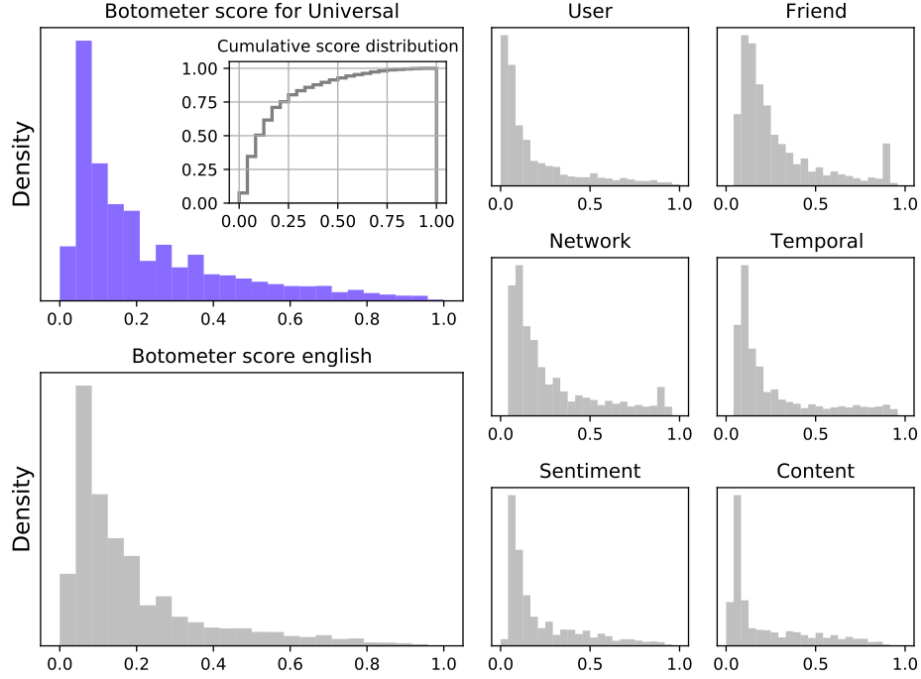 Botometer score for Universal
Density
Cumulative score distribution
1.00
0.75
0.50
0.25
0.00
0.00 0.25 0.50 0.75 1.00
0.0 0.2 0.4 0.6 0.8 1.0
Botometer score english
Density
0.0 0.2 0.4 0.6 0.8 1.0
User
0.0 0.5 1.0
Friend
0.0 0.5 1.0
Network
0.0 0.5 1.0
Temporal
0.0 0.5 1.0
Sentiment
0.0 0.5 1.0
Content
0.0 0.5 1.0